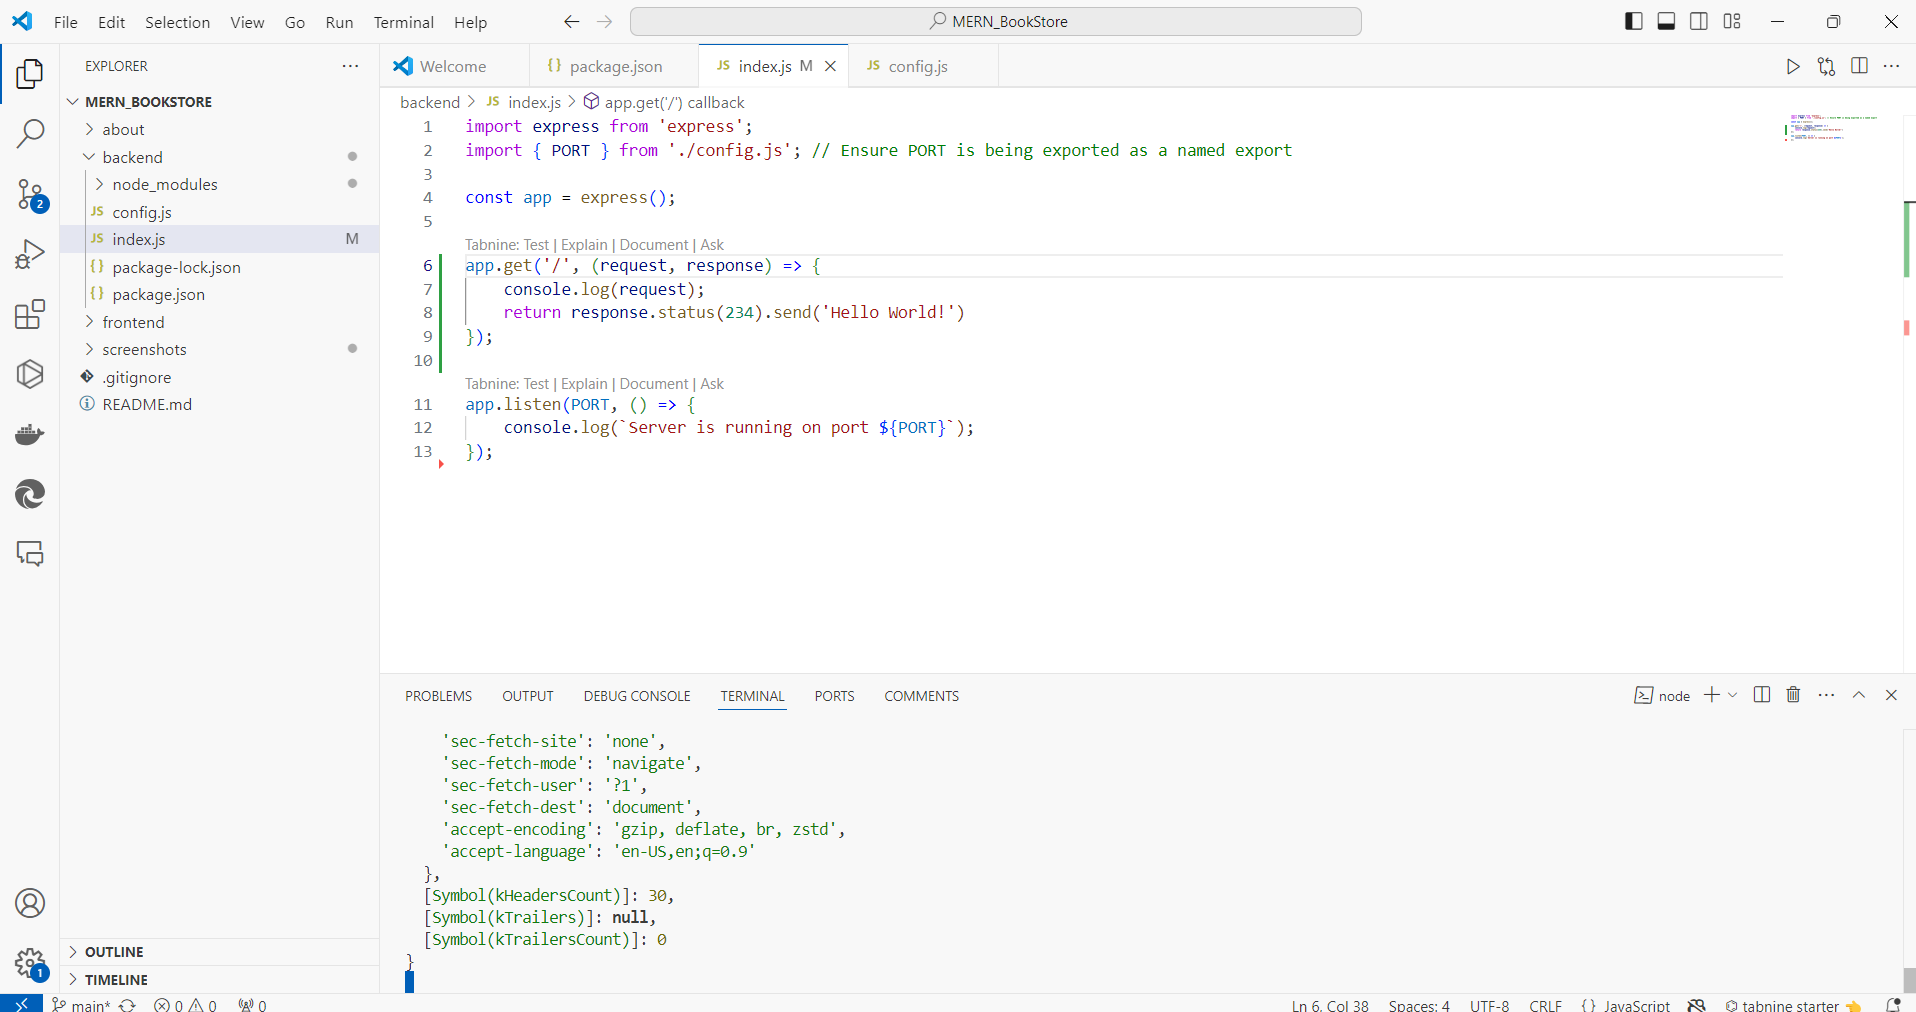 File Edit Selection View Go Run Terminal Help MERN_BookStore
EXPLORER
MERN_BOOKSTORE
about
backend
node_modules
JS config.js
JS index.js M
{} package-lock.json
{} package.json
frontend
screenshots
.gitignore
README.md
OUTLINE
TIMELINE
2
1
Welcome {} package.json JS index.js M JS config.js
backend > JS index.js > app.get('/') callback
1 import express from 'express';
2 import { PORT } from './config.js'; // Ensure PORT is being exported as a named export
3
4 const app = express();
5
Tabnine: Test | Explain | Document | Ask
6 app.get('/', (request, response) => {
7 console.log(request);
8 return response.status(234).send('Hello World!')
9 });
10
Tabnine: Test | Explain | Document | Ask
11 app.listen(PORT, () => {
12 console.log(`Server is running on port ${PORT}`);
13 });
PROBLEMS OUTPUT DEBUG CONSOLE TERMINAL PORTS COMMENTS node
'sec-fetch-site': 'none',
'sec-fetch-mode': 'navigate',
'sec-fetch-user': '?1',
'sec-fetch-dest': 'document',
'accept-encoding': 'gzip, deflate, br, zstd',
'accept-language': 'en-US,en;q=0.9'
},
[Symbol(kHeadersCount)]: 30,
[Symbol(kTrailers)]: null,
[Symbol(kTrailersCount)]: 0
}
main* 0 0 0 Ln 6, Col 38 Spaces: 4 UTF-8 CRLF {} JavaScript tabnine starter